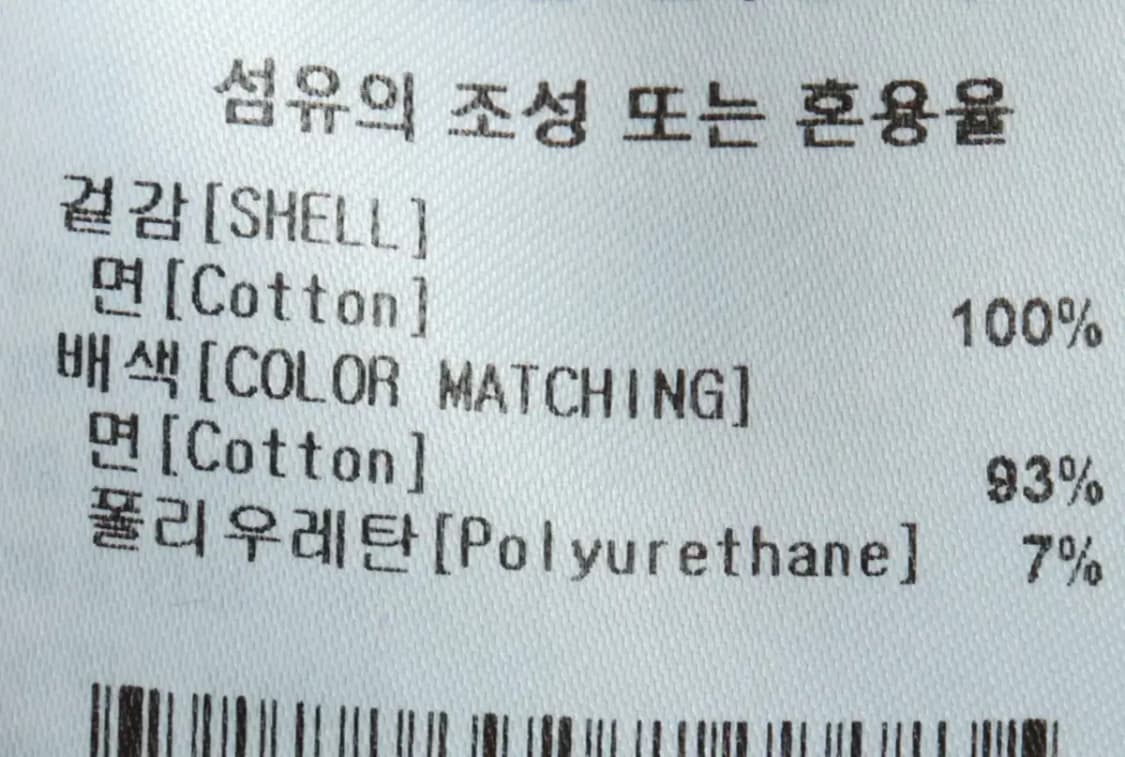 섬유의 조성 또는 혼용율
겉감[SHELL]
면[Cotton] 100%
배색[COLOR MATCHING]
면[Cotton] 93%
폴리우레탄[Polyurethane] 7%